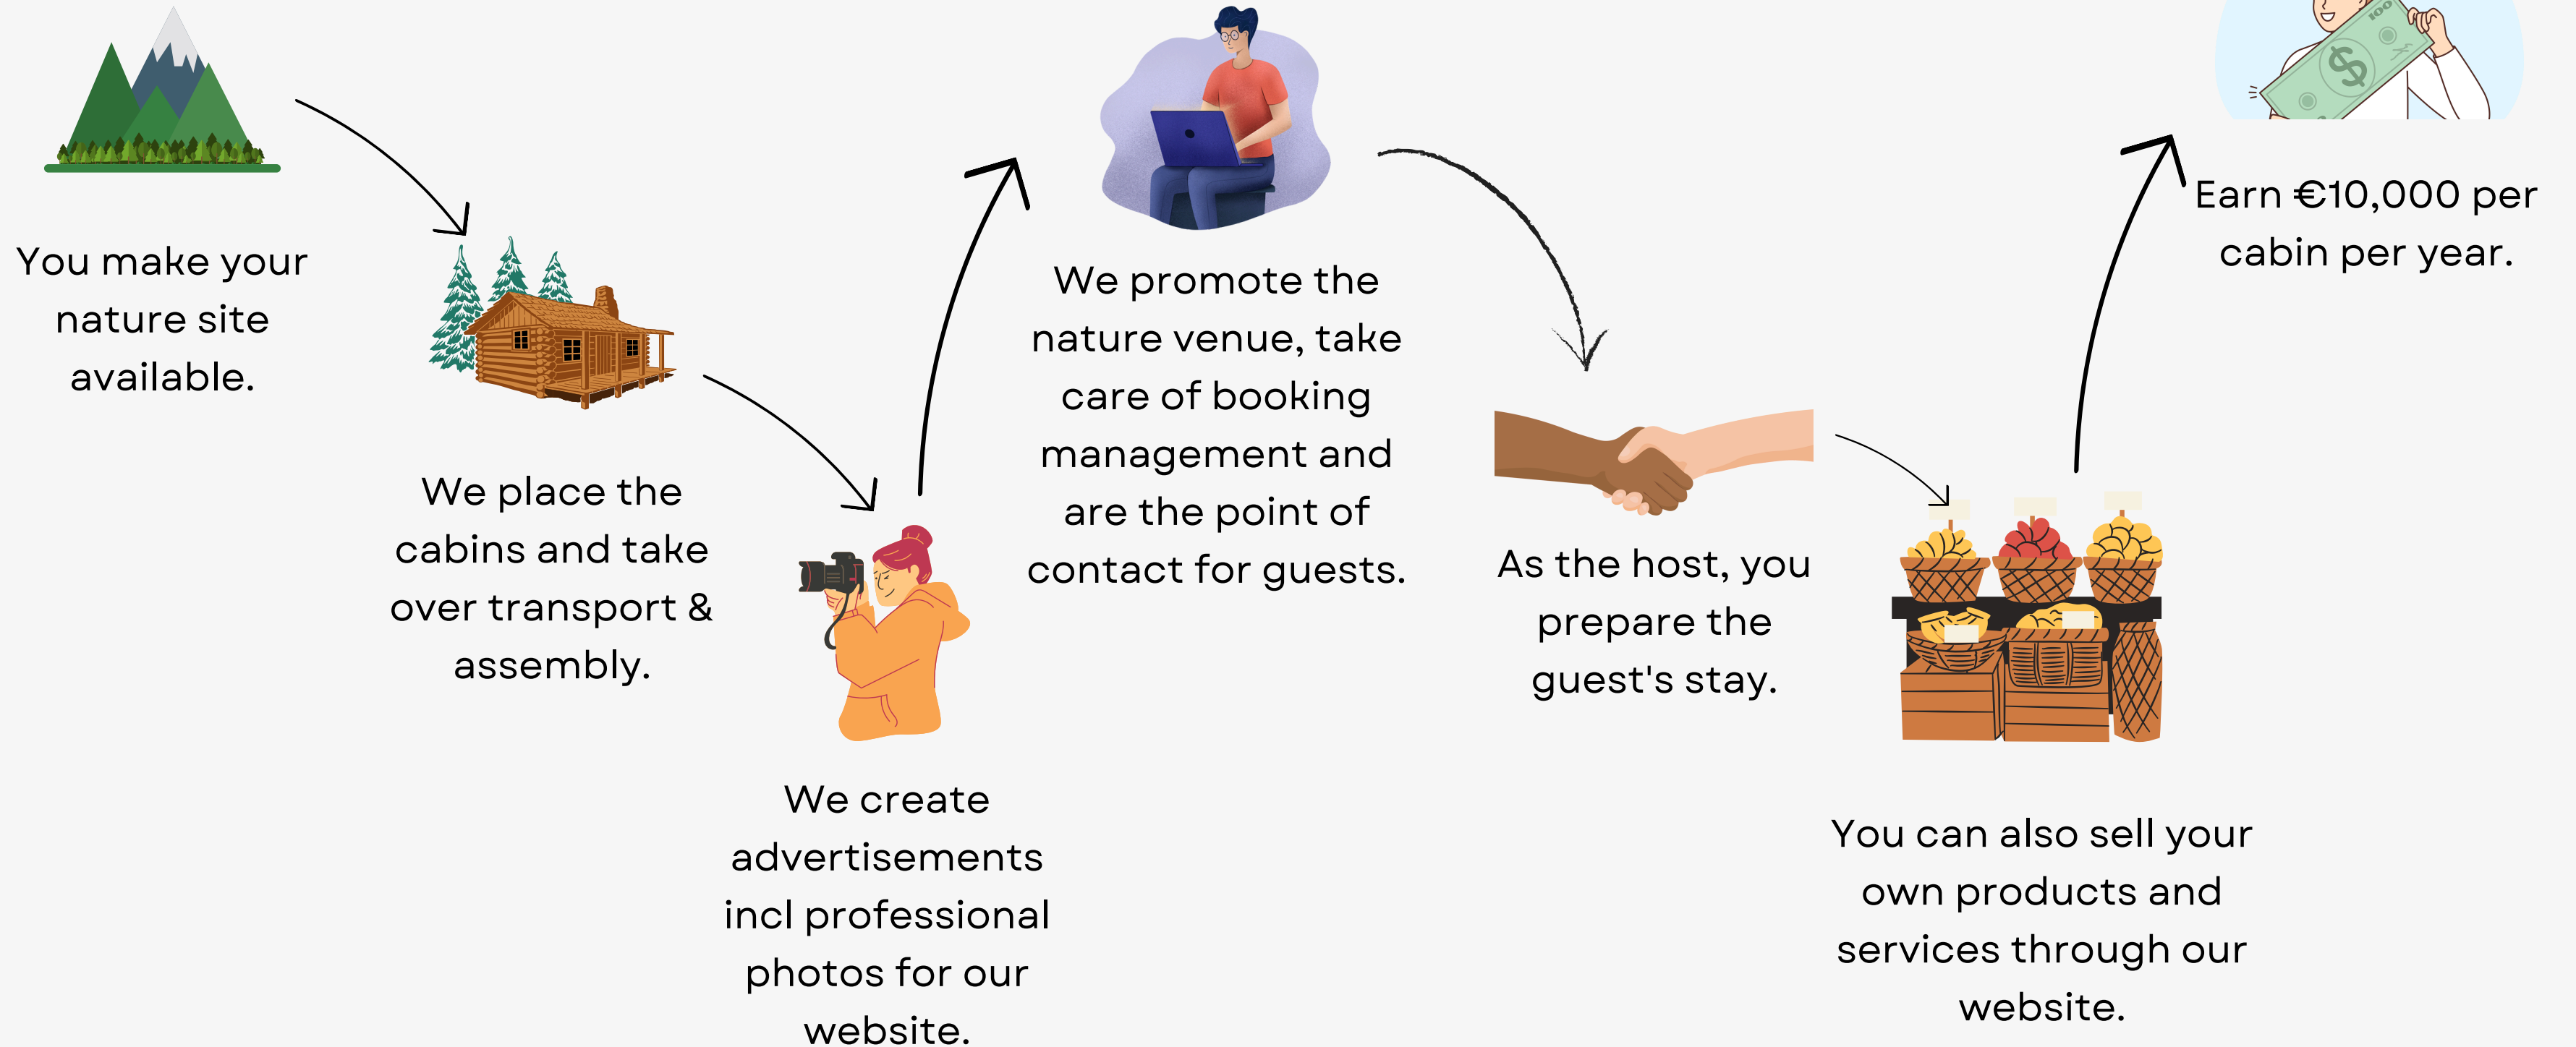 You make your
nature site
available.
We place the
cabins and take
over transport &
assembly.
We create
advertisements
incl professional
photos for our
website.
We promote the
nature venue, take
care of booking
management and
are the point of
contact for guests.
As the host, you
prepare the
guest's stay.
You can also sell your
own products and
services through our
website.
100
$
Earn €10,000 per
cabin per year.